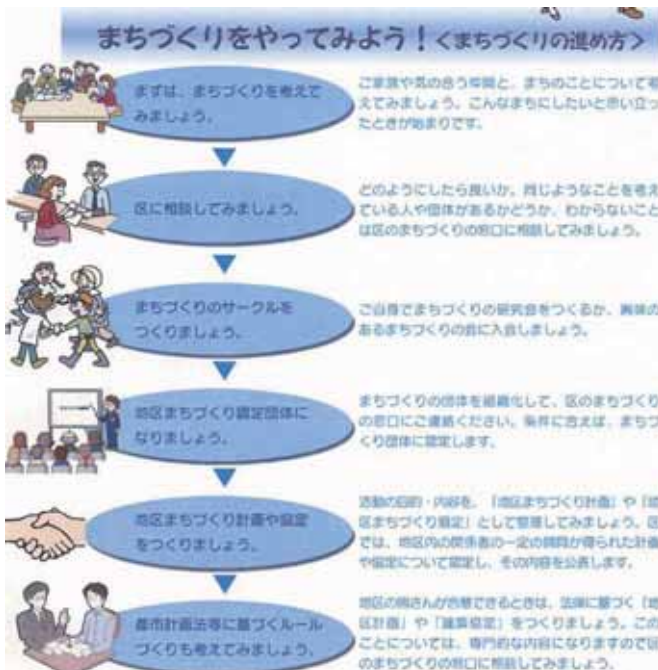 まちづくりをやってみよう！＜まちづくりの進め方＞
まずは、まちづくりを考えて
みましょう。
ご家族や気の合う仲間と、まちのことについて考
えてみましょう。こんなまちにしたいと思い立っ
たときが始まりです。
区に相談してみましょう。
どのようにしたら良いか、同じようなことを考え
ている人や団体があるかどうか、わからないこと
は区のまちづくりの窓口に相談してみましょう。
まちづくりのサークルを
つくりましょう。
ご自身でまちづくりの研究会をつくるか、興味の
あるまちづくりの会に入会しましょう。
地区まちづくり認定団体に
なりましょう。
まちづくりの団体を組織化して、区のまちづくり
の窓口にご連絡ください。条件に合えば、まちづ
くり団体に認定します。
地区まちづくり計画や協定
をつくりましょう。
活動の目的・内容を、「地区まちづくり計画」や「地
区まちづくり協定」として整理してみましょう。区
では、地区内の関係者の一定の賛同が得られた計画
や協定について認定し、その内容を公表します。
都市計画法等に基づくルール
づくりも考えてみましょう。
地区の皆さんが合意できるときは、法律に基づく「地
区計画」や「建築協定」をつくりましょう。この
ことについては、専門的な内容になりますので区
のまちづくりの窓口に相談してみましょう。